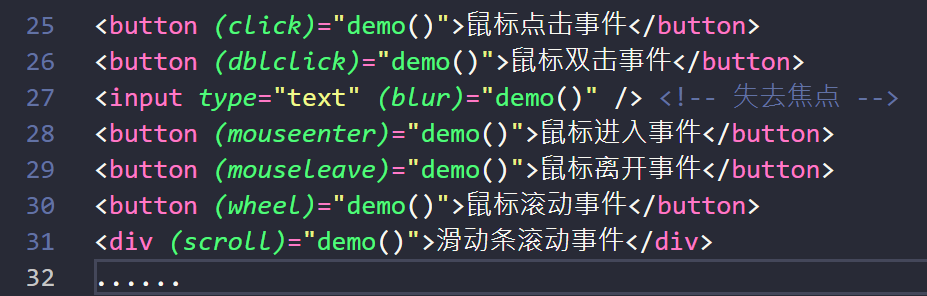 25 <button (click)="demo()">鼠标点击事件</button>
26 <button (dblclick)="demo()">鼠标双击事件</button>
27 <input type="text" (blur)="demo()" /> <!-- 失去焦点 -->
28 <button (mouseenter)="demo()">鼠标进入事件</button>
29 <button (mouseleave)="demo()">鼠标离开事件</button>
30 <button (wheel)="demo()">鼠标滚动事件</button>
31 <div (scroll)="demo()">滑动条滚动事件</div>
32 ......